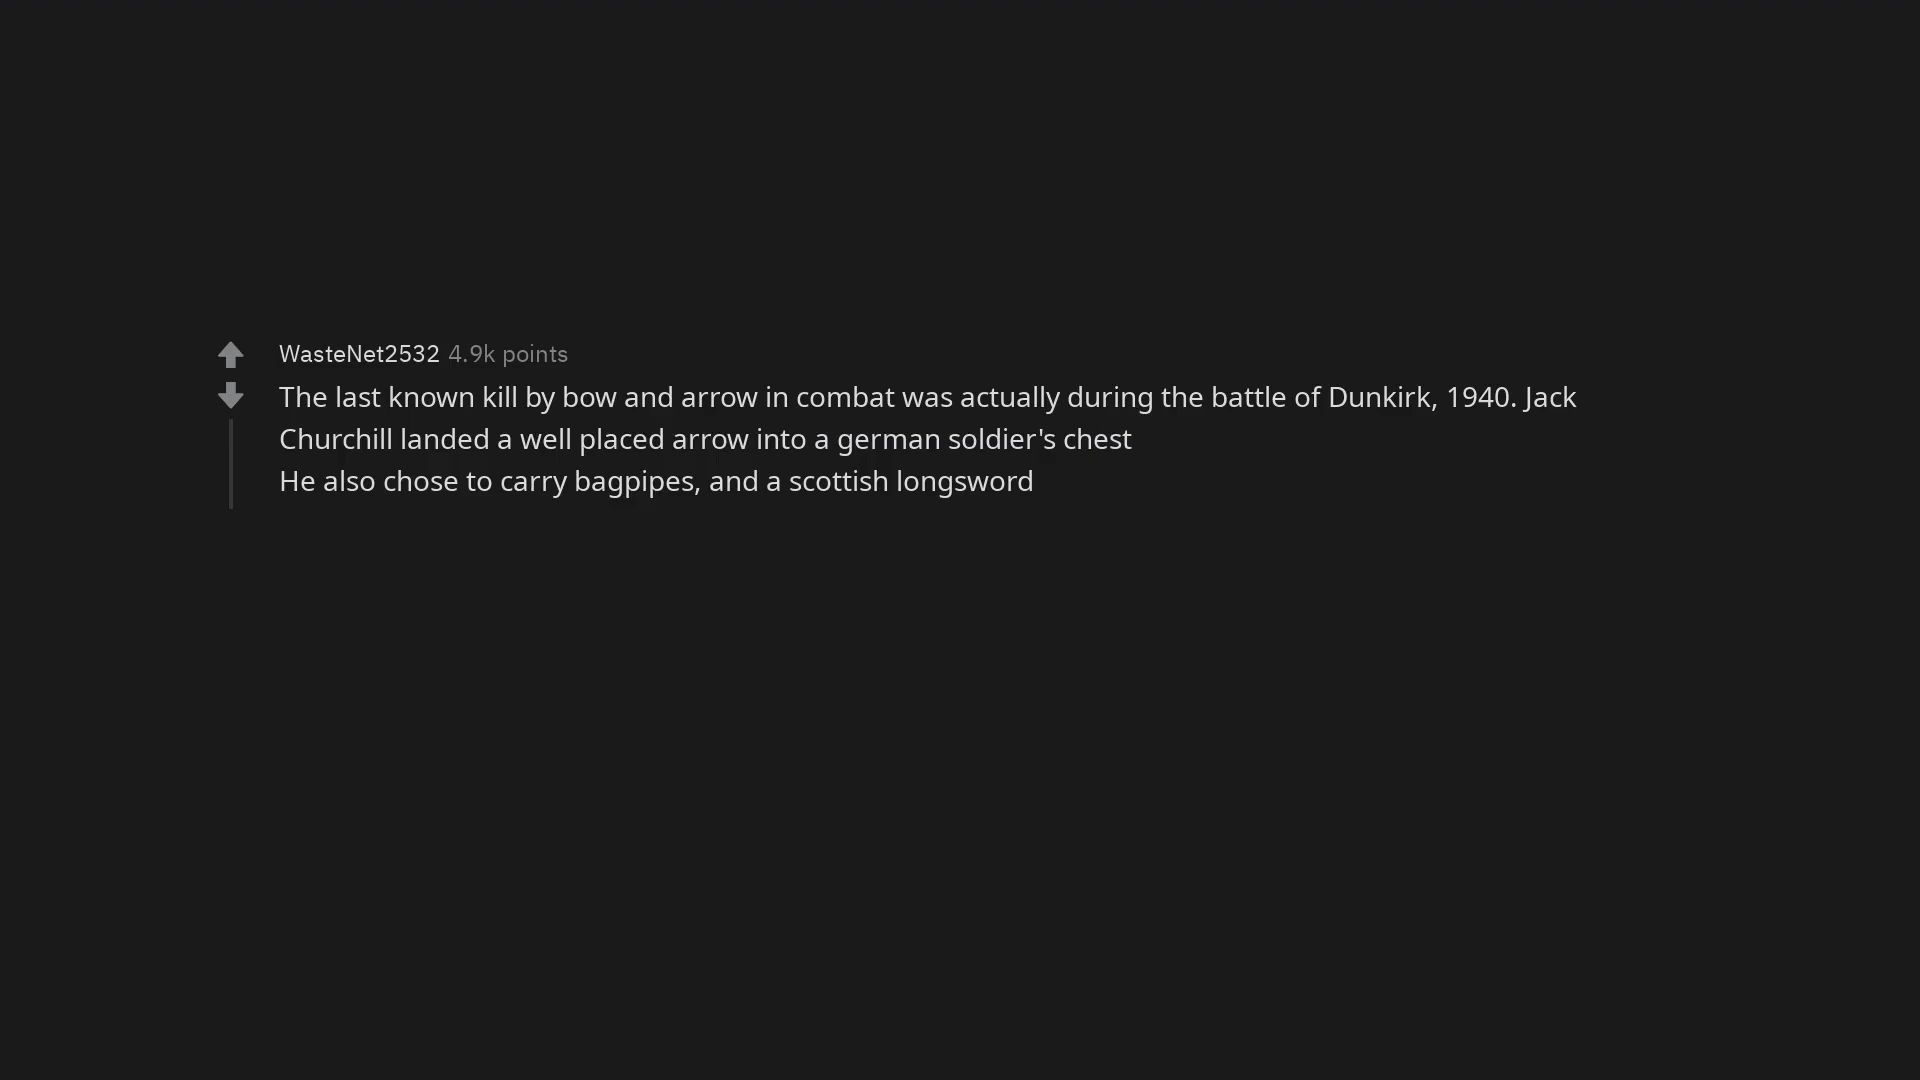 WasteNet2532 4.9k points
The last known kill by bow and arrow in combat was actually during the battle of Dunkirk, 1940. Jack
Churchill landed a well placed arrow into a german soldier's chest
He also chose to carry bagpipes, and a scottish longsword